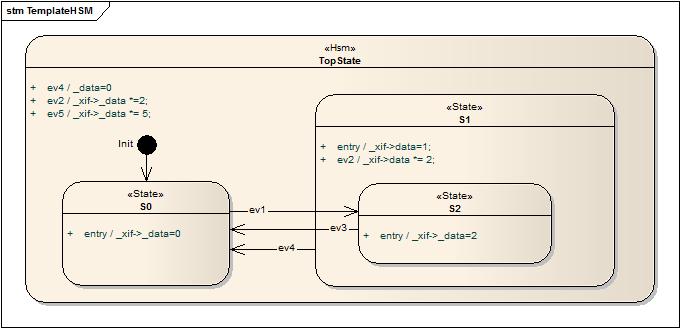 stm TemplateHSM
«Hsm»
TopState
+ ev4 / _data=0
+ ev2 / _xif->_data *=2;
+ ev5 / _xif->_data *= 5;
«State»
S1
+ entry / _xif->data=1;
+ ev2 / _xif->data *= 2;
Init
«State»
S0
+ entry / _xif->_data=0
«State»
S2
+ entry / _xif->_data=2
ev1
ev3
ev4